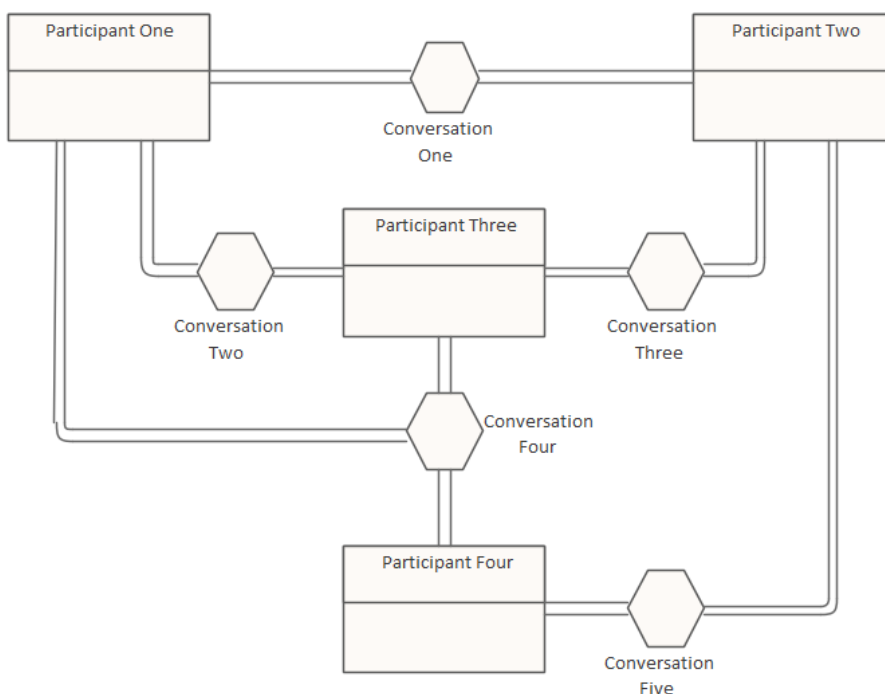 Participant One
Participant Two
Conversation
One
Participant Three
Conversation
Two
Conversation
Three
Conversation
Four
Participant Four
Conversation
Five